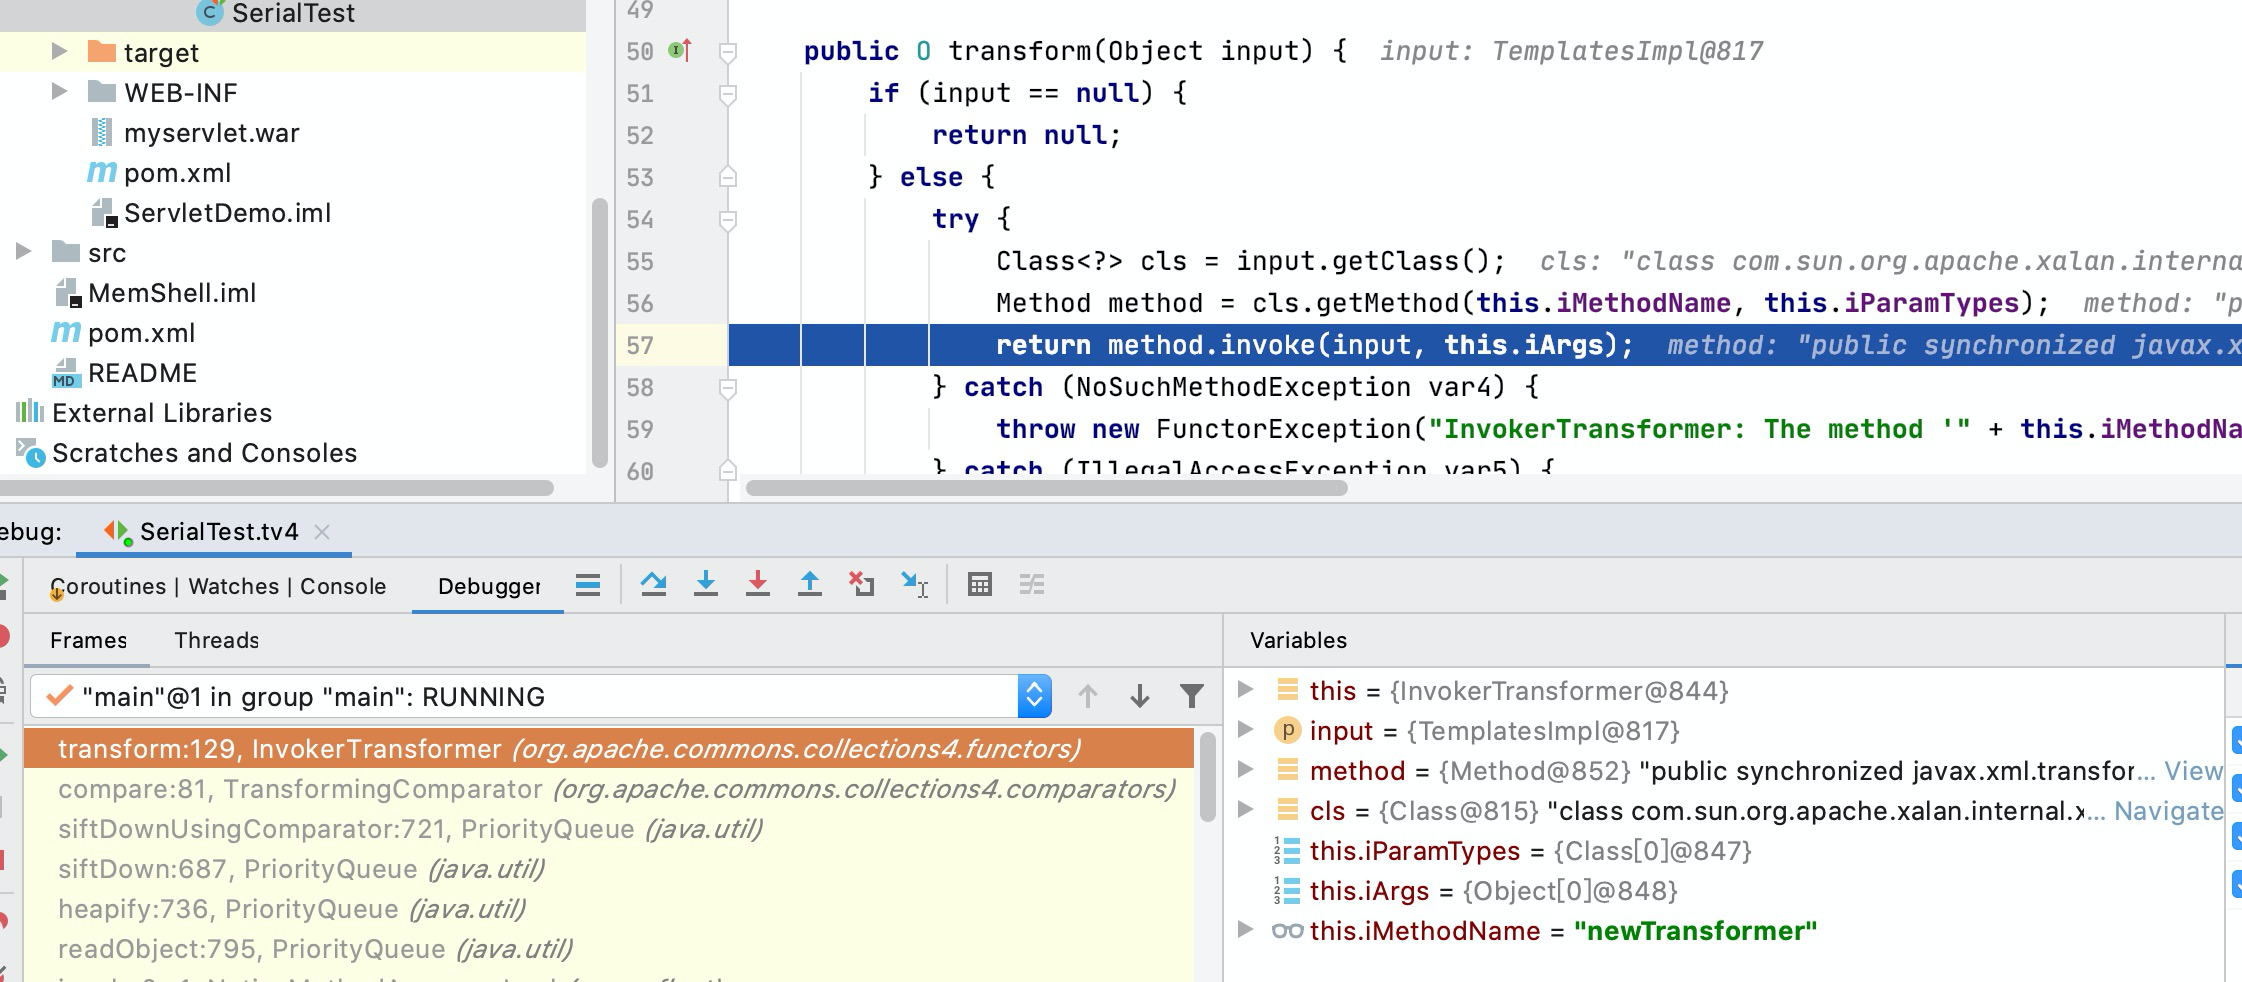 SerialTest
target
WEB-INF
myservlet.war
pom.xml
ServletDemo.iml
src
MemShell.iml
pom.xml
README
External Libraries
Scratches and Consoles
49
50 public O transform(Object input) { input: TemplatesImpl@817
51 if (input == null) {
52 return null;
53 } else {
54 try {
55 Class<?> cls = input.getClass(); cls: "class com.sun.org.apache.xalan.interna
56 Method method = cls.getMethod(this.iMethodName, this.iParamTypes); method: "p
57 return method.invoke(input, this.iArgs); method: "public synchronized javax.x
58 } catch (NoSuchMethodException var4) {
59 throw new FunctorException("InvokerTransformer: The method '" + this.iMethodNa
60 } catch (IllegalAccessException var5) {
ebug: SerialTest.tv4
Coroutines | Watches | Console Debugger
Frames Threads
"main"@1 in group "main": RUNNING
transform:129, InvokerTransformer (org.apache.commons.collections4.functors)
compare:81, TransformingComparator (org.apache.commons.collections4.comparators)
siftDownUsingComparator:721, PriorityQueue (java.util)
siftDown:687, PriorityQueue (java.util)
heapify:736, PriorityQueue (java.util)
readObject:795, PriorityQueue (java.util)
Variables
this = {InvokerTransformer@844}
input = {TemplatesImpl@817}
method = {Method@852} "public synchronized javax.xml.transfor... View
cls = {Class@815} "class com.sun.org.apache.xalan.internal.x... Navigate
this.iParamTypes = {Class[0]@847}
this.iArgs = {Object[0]@848}
this.iMethodName = "newTransformer"